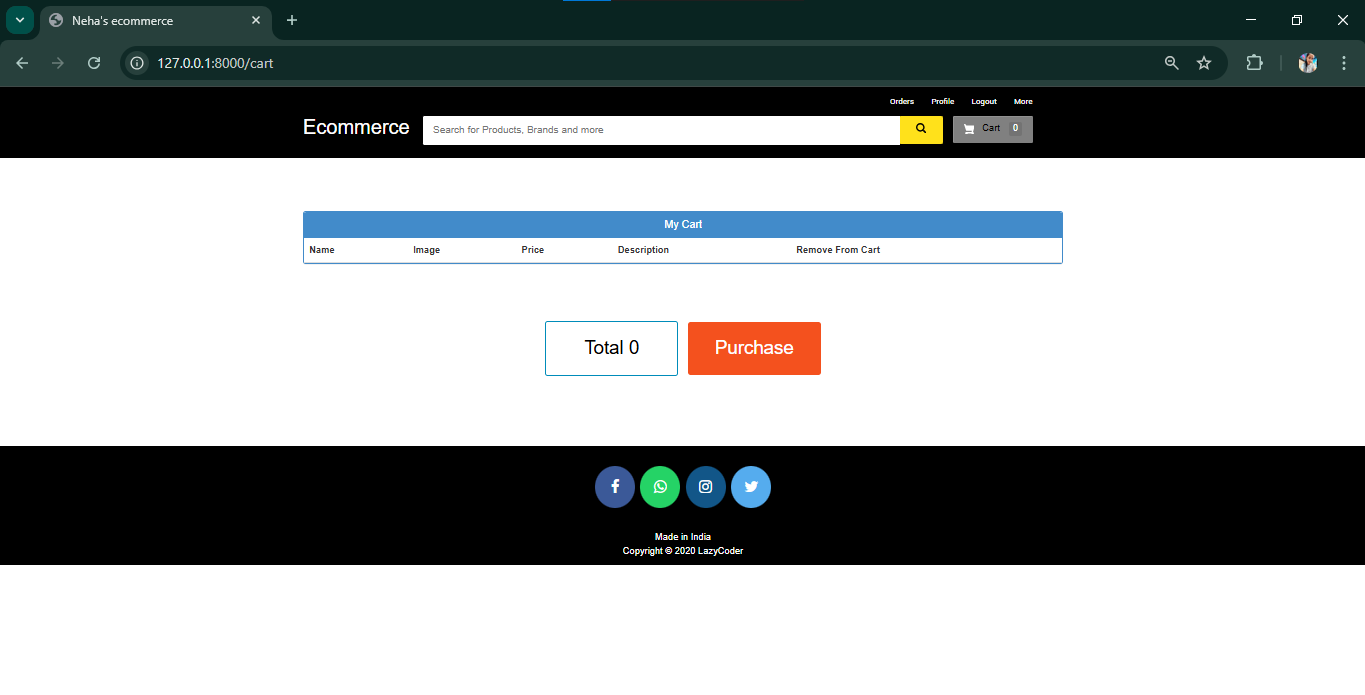 Neha's ecommerce
127.0.0.1:8000/cart
Orders Profile Logout More
Ecommerce Search for Products, Brands and more Cart 0
My Cart
Name Image Price Description Remove From Cart
Total 0 Purchase
Made in India
Copyright © 2020 LazyCoder